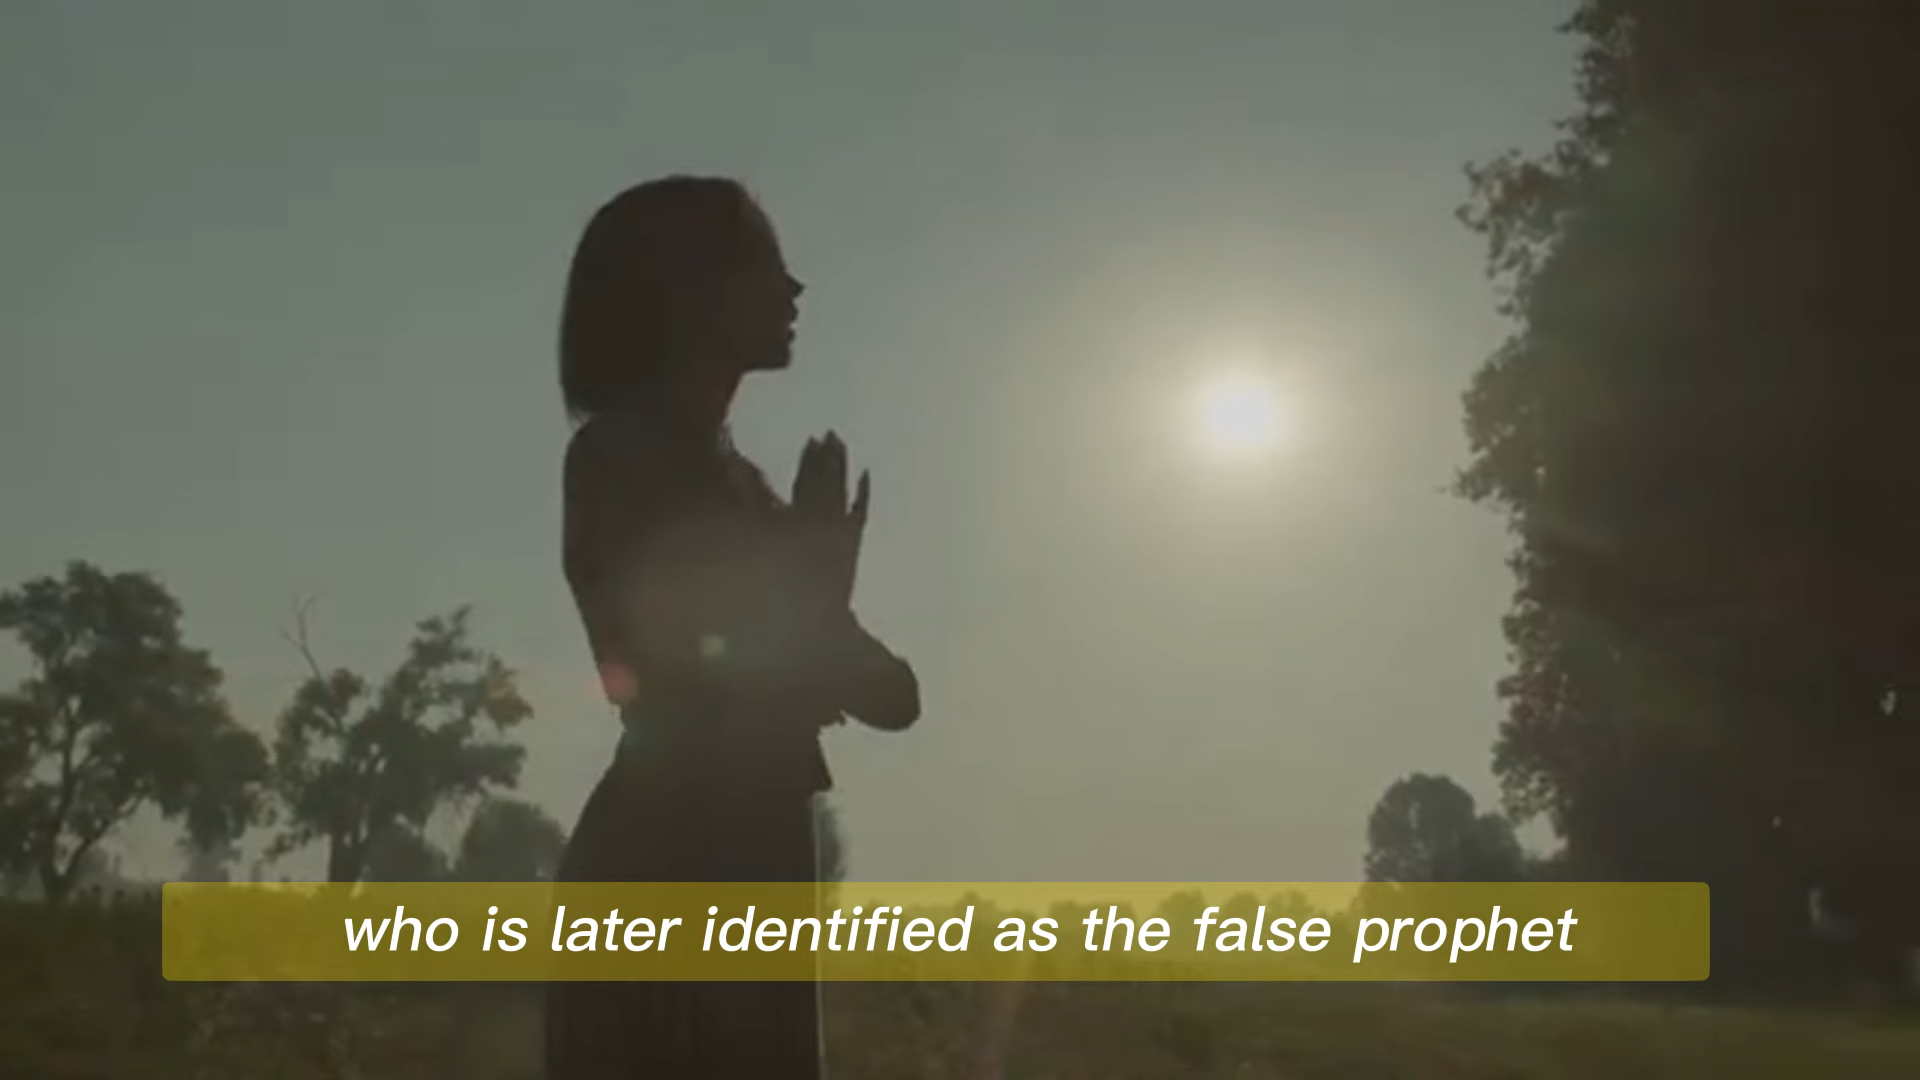 who is later identified as the false prophet